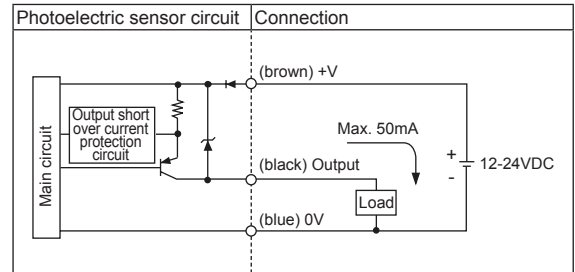 Photoelectric sensor circuit
Connection
(brown) +V
Output short
over current
protection
circuit
Main circuit
Max. 50mA
+
-
12-24VDC
(black) Output
Load
(blue) 0V